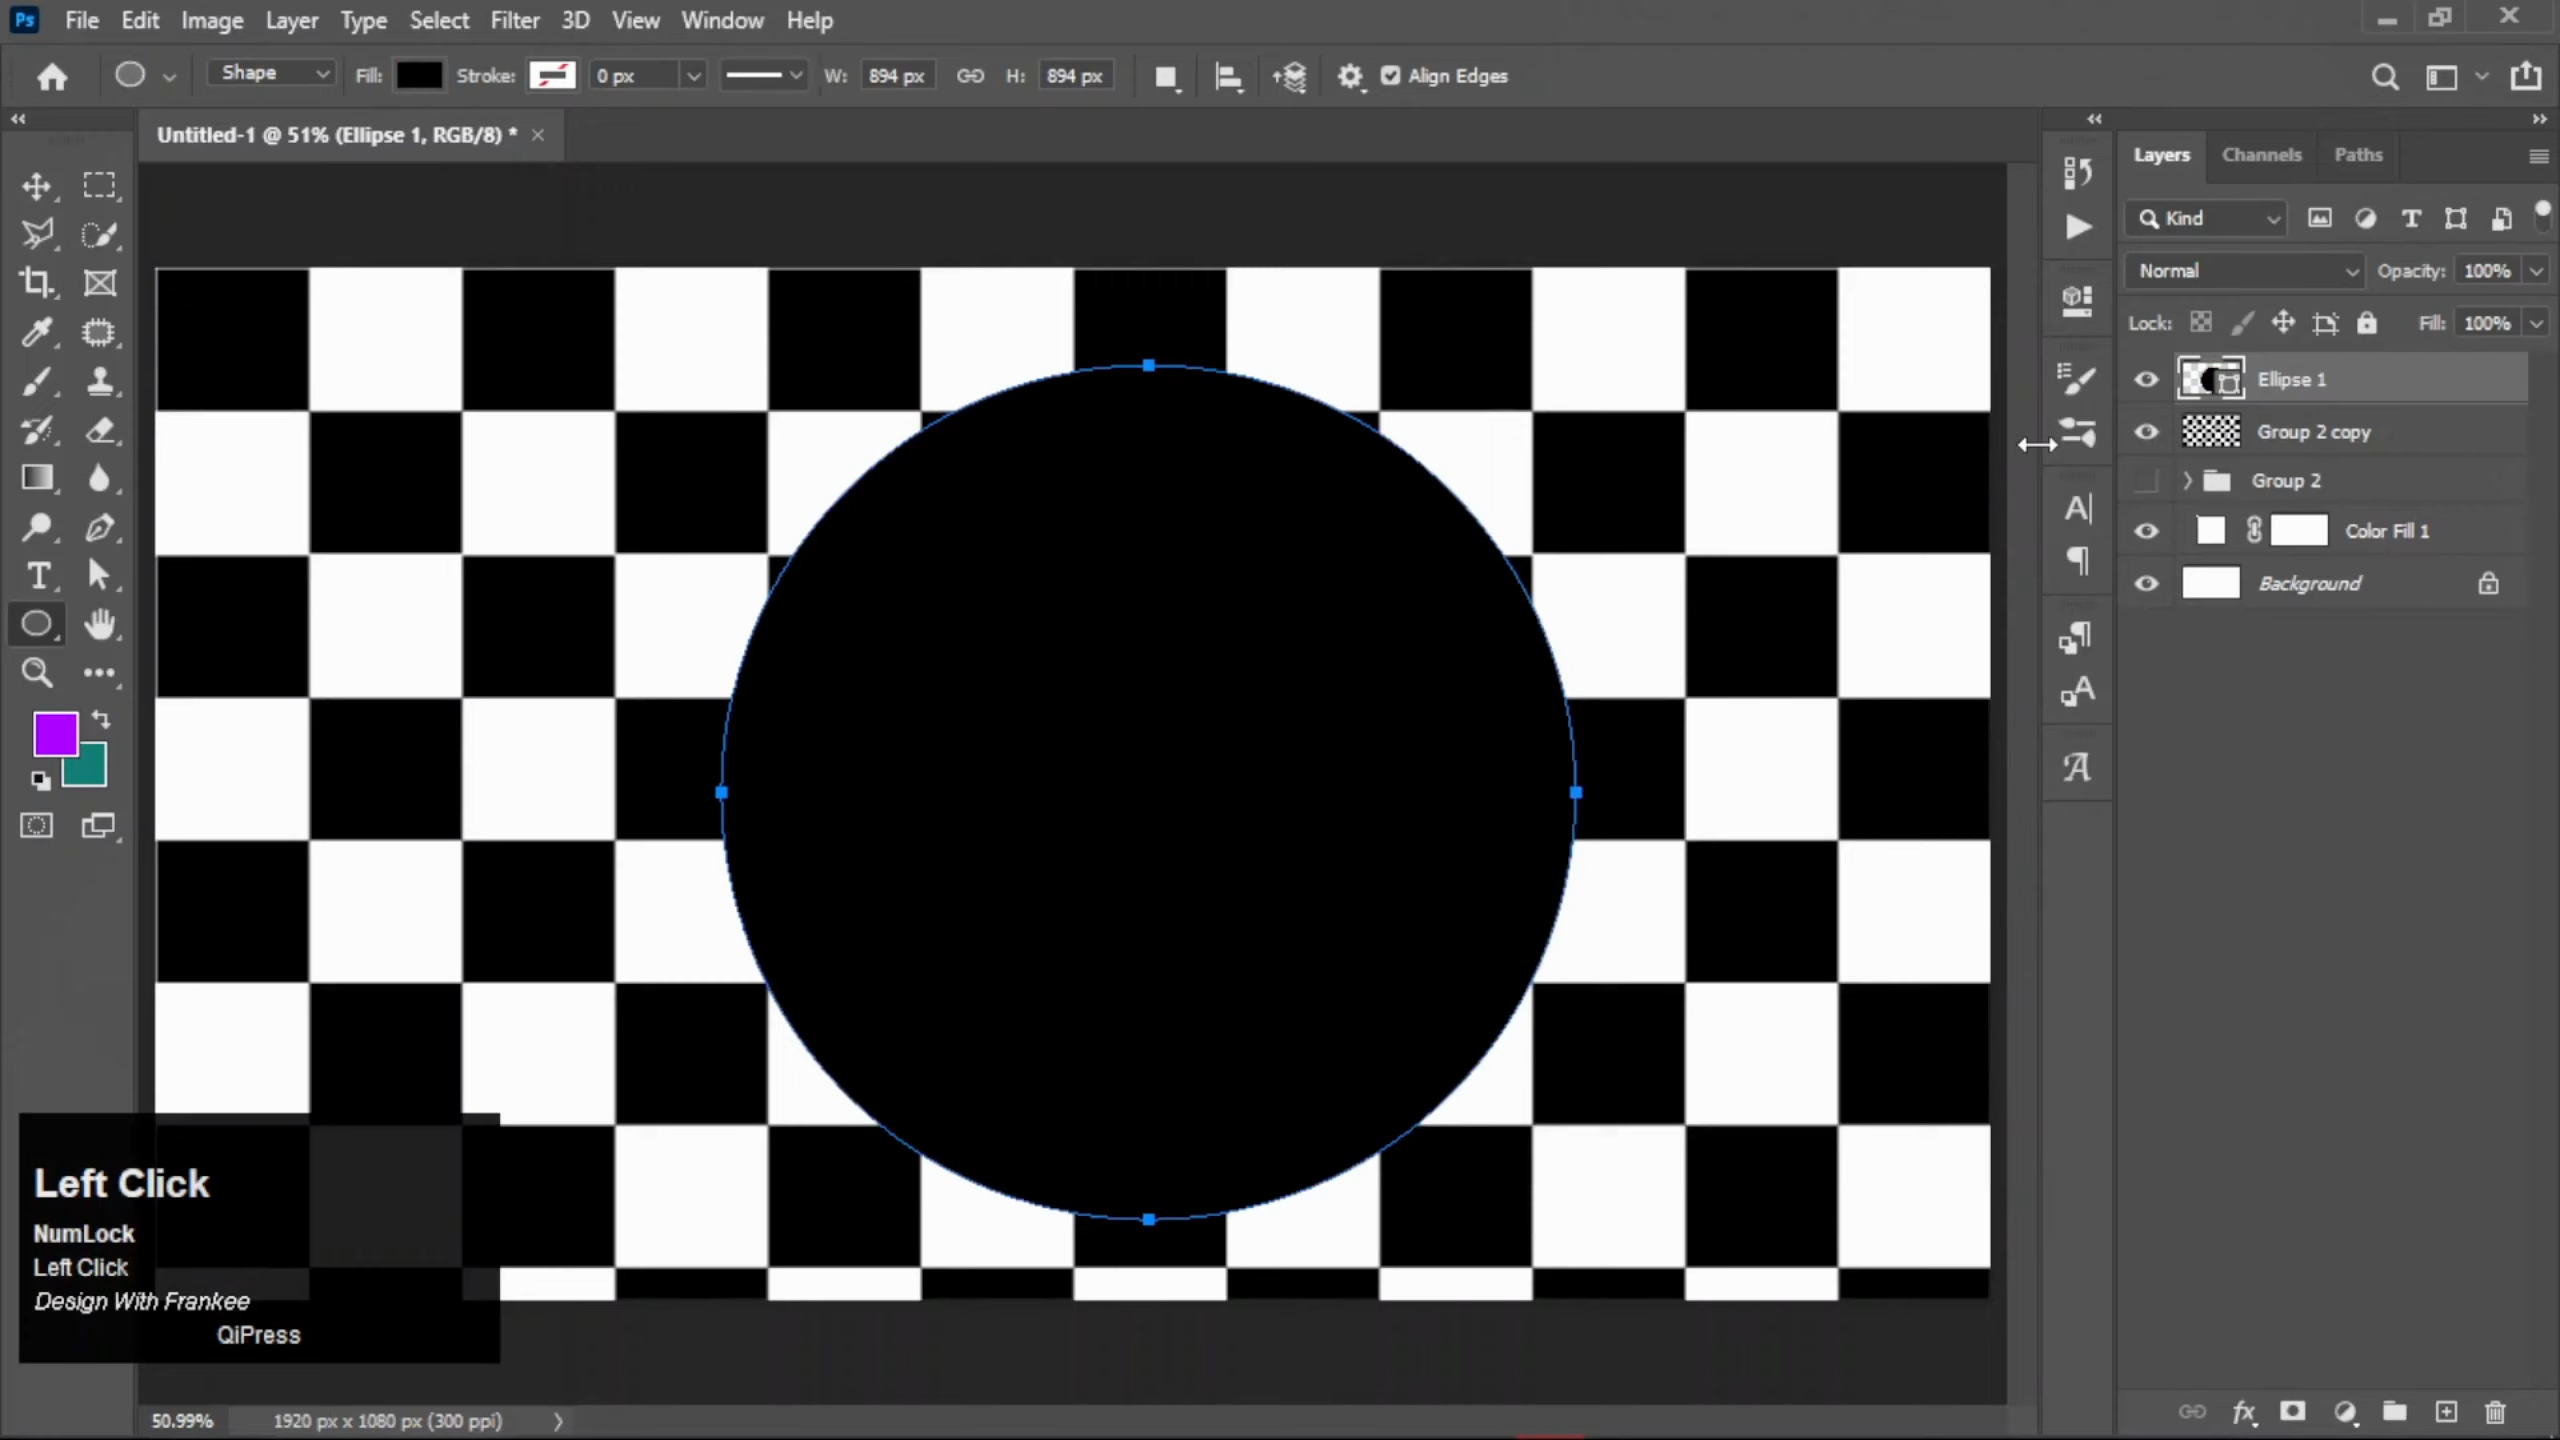 Ps File Edit Image Layer Type Select Filter 3D View Window Help
Shape Fill: Stroke: 0 px W: 894 px H: 894 px Align Edges
Untitled-1 @ 51% (Ellipse 1, RGB/8) *
Layers Channels Paths
Kind
Normal Opacity: 100%
Lock: Fill: 100%
Ellipse 1
Group 2 copy
Group 2
Color Fill 1
Background
Left Click
NumLock
Left Click
Design With Frankee
QiPress
50.99% 1920 px x 1080 px (300 ppi)